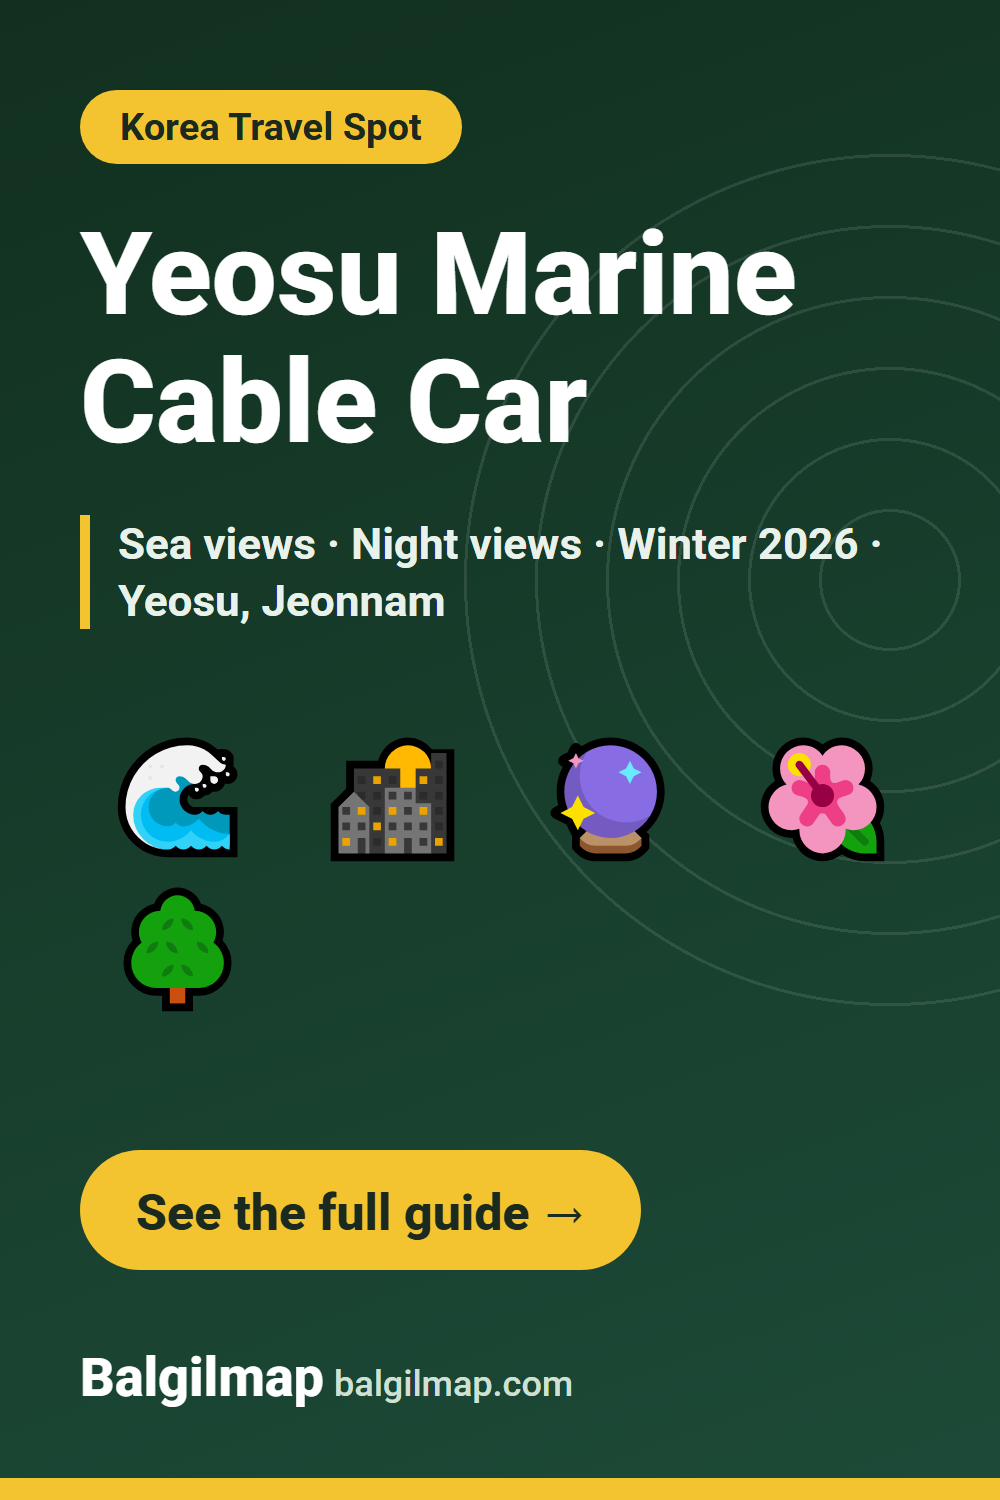 Korea Travel Spot
Yeosu Marine
Cable Car
Sea views · Night views · Winter 2026 ·
Yeosu, Jeonnam
See the full guide →
Balgilmap balgilmap.com